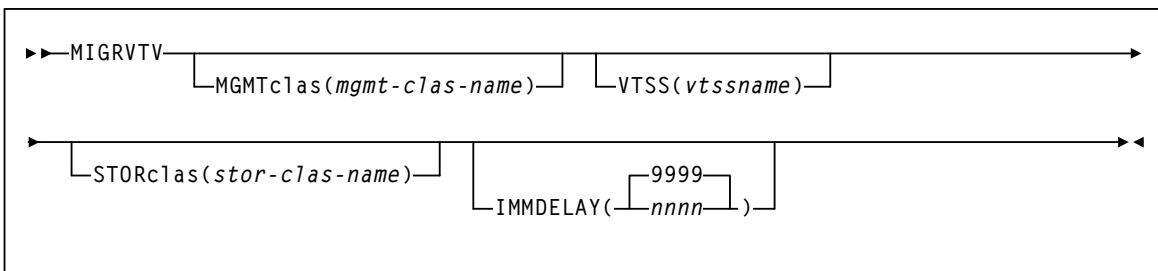 MIGRVTV
MGMTclas(mgmt-clas-name)
VTSS(vtssname)
STORclas(stor-clas-name)
9999
IMMDELAY( nnnn )